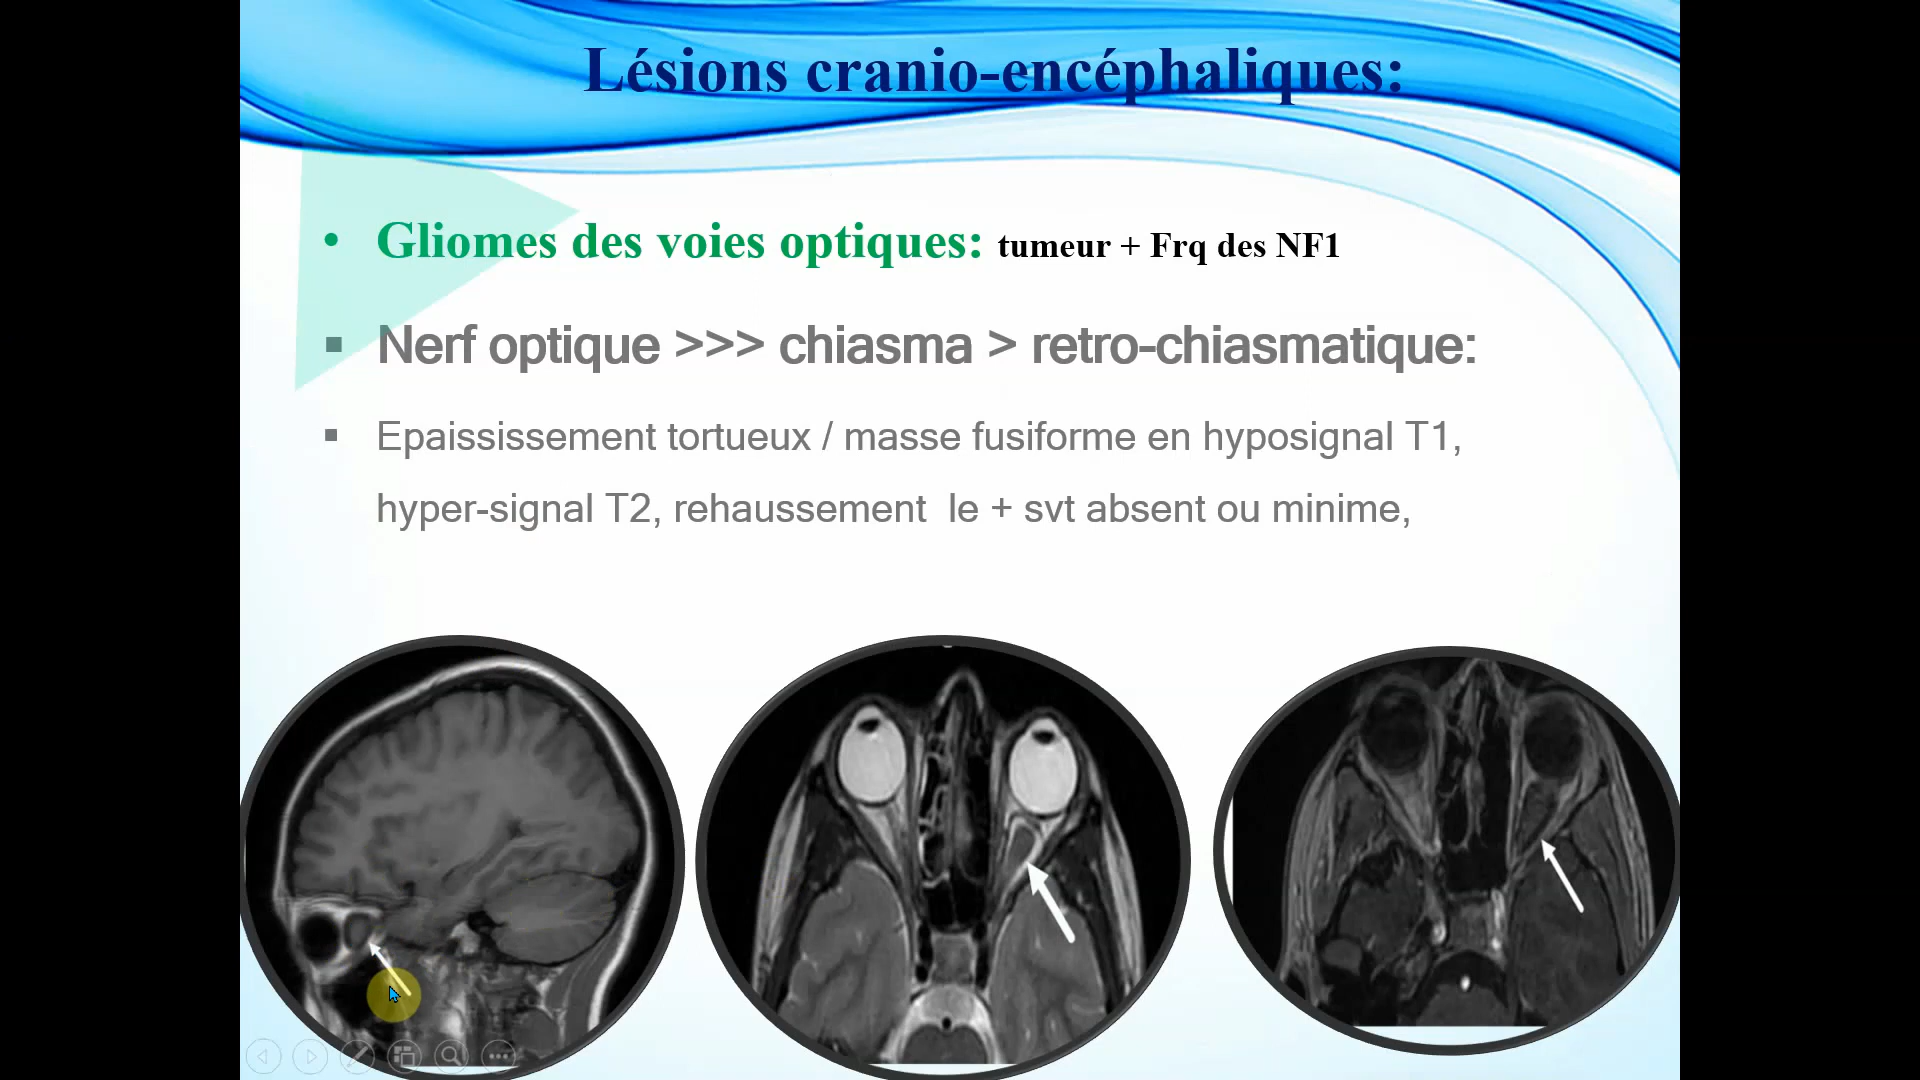 Lésions cranio-encéphaliques:
• Gliomes des voies optiques: tumeur + Frq des NF1
▪ Nerf optique >>> chiasma > retro-chiasmatique:
▪ Epaississement tortueux / masse fusiforme en hyposignal T1,
hyper-signal T2, rehaussement le + svt absent ou minime,